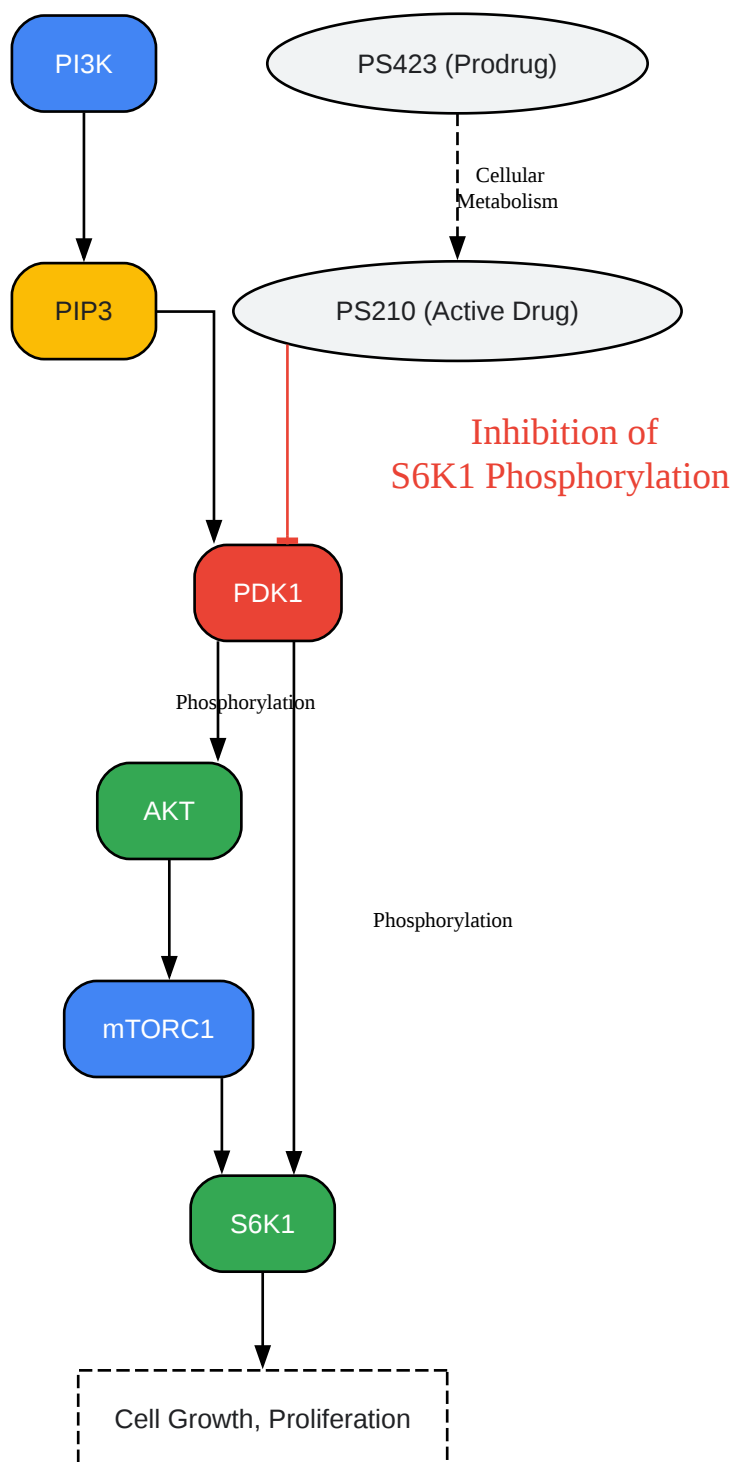 PI3K
PS423 (Prodrug)
Cellular
Metabolism
PIP3
PS210 (Active Drug)
Inhibition of
S6K1 Phosphorylation
PDK1
Phosphorylation
AKT
Phosphorylation
mTORC1
S6K1
Cell Growth, Proliferation